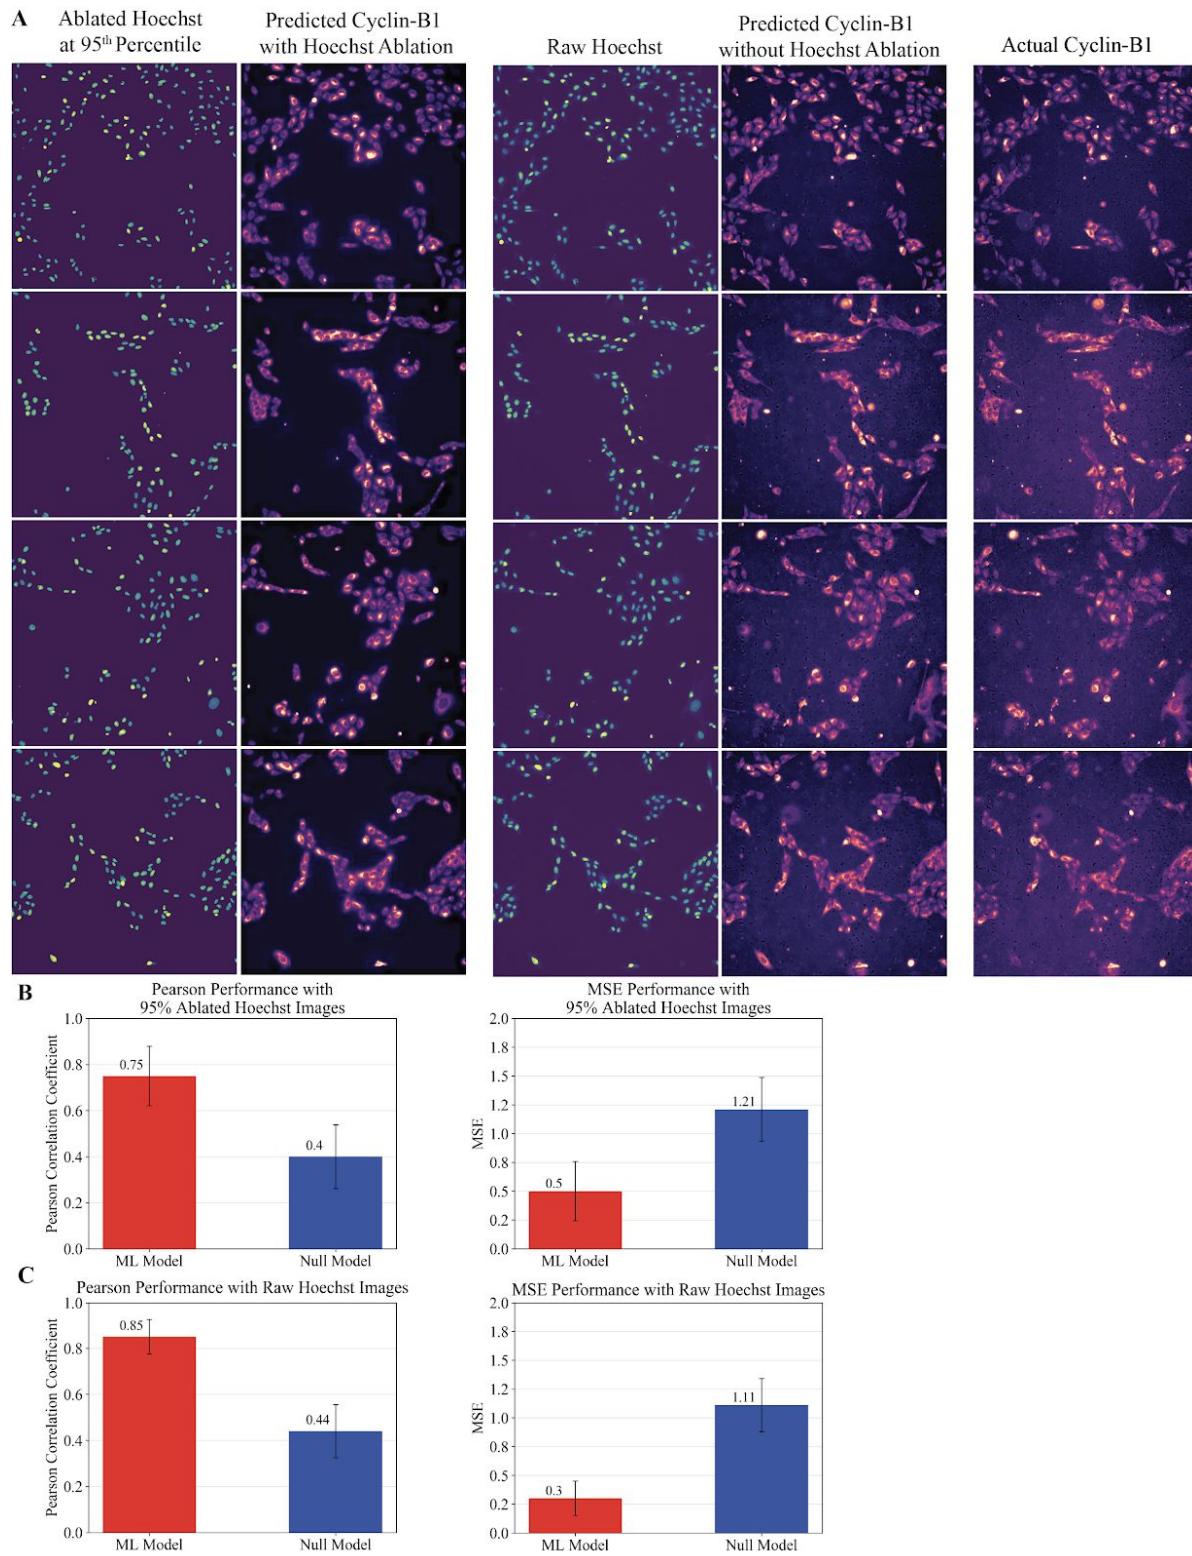 A
Ablated Hoechst
at 95th Percentile
Predicted Cyclin-B1
with Hoechst Ablation
Raw Hoechst
Predicted Cyclin-B1
without Hoechst Ablation
Actual Cyclin-B1
B
Pearson Performance with
95% Ablated Hoechst Images
Pearson Correlation Coefficient
1.0
0.8
0.6
0.4
0.2
0.0
0.75
0.4
ML Model
Null Model
MSE Performance with
95% Ablated Hoechst Images
MSE
2.0
1.8
1.5
1.2
1.0
0.8
0.5
0.2
0.0
0.5
1.21
ML Model
Null Model
C
Pearson Performance with Raw Hoechst Images
Pearson Correlation Coefficient
1.0
0.8
0.6
0.4
0.2
0.0
0.85
0.44
ML Model
Null Model
MSE Performance with Raw Hoechst Images
MSE
2.0
1.8
1.5
1.2
1.0
0.8
0.5
0.2
0.0
0.3
1.11
ML Model
Null Model